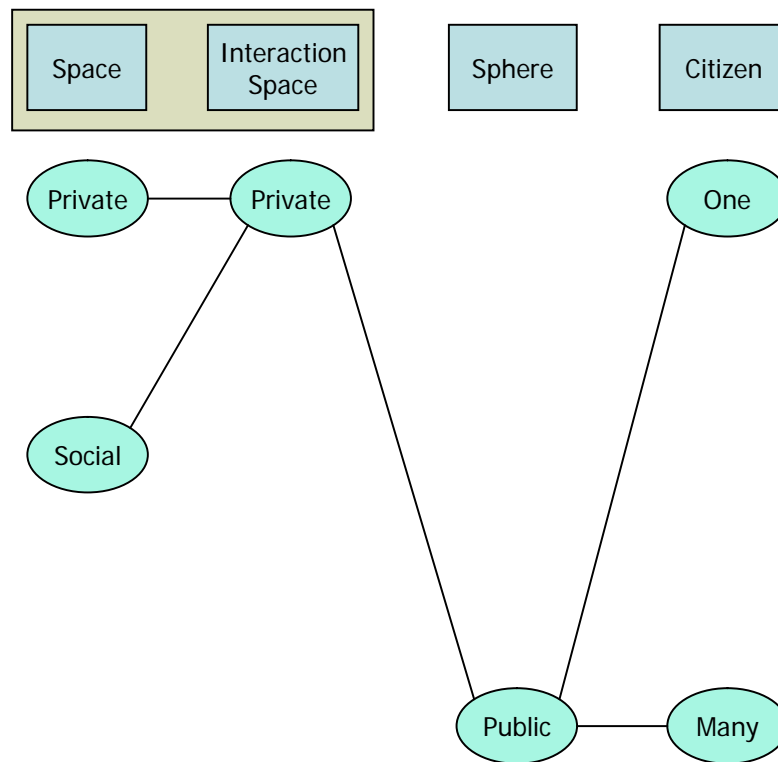 Space
Interaction
Space
Sphere
Citizen
Private
Private
One
Social
Public
Many